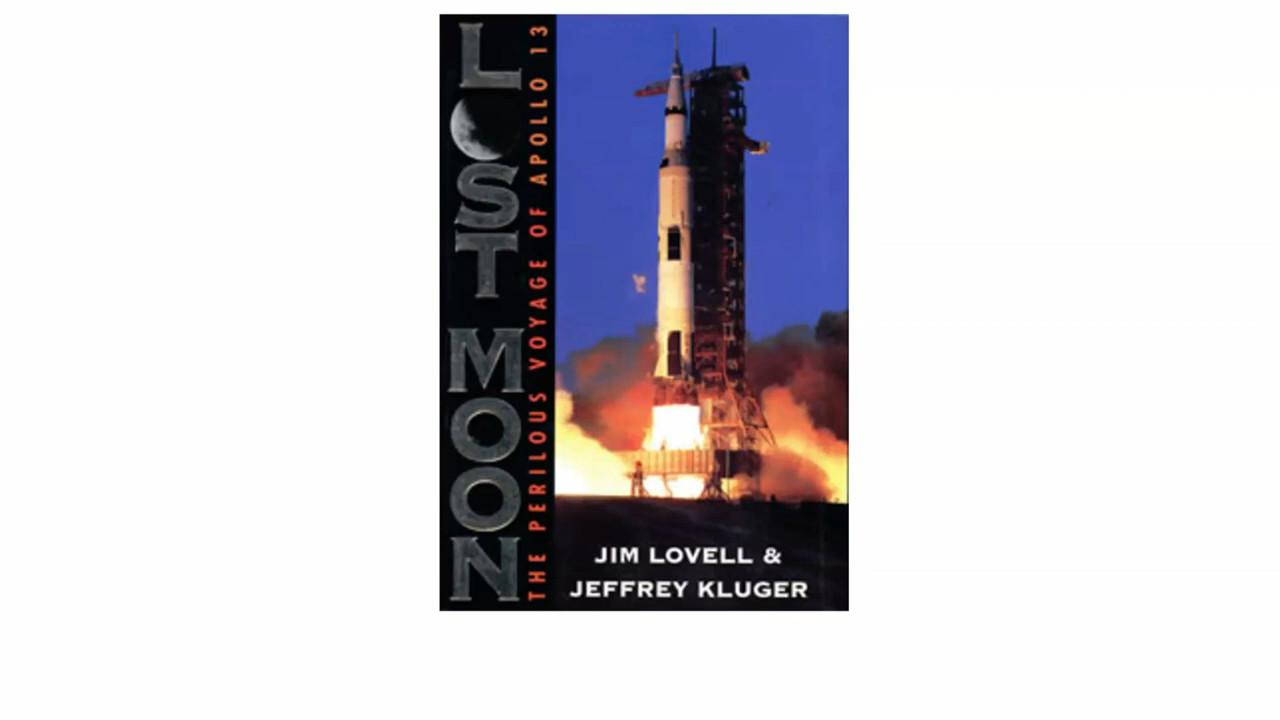 LOST MOON
THE PERILOUS VOYAGE OF APOLLO 13
JIM LOVELL &
JEFFREY KLUGER